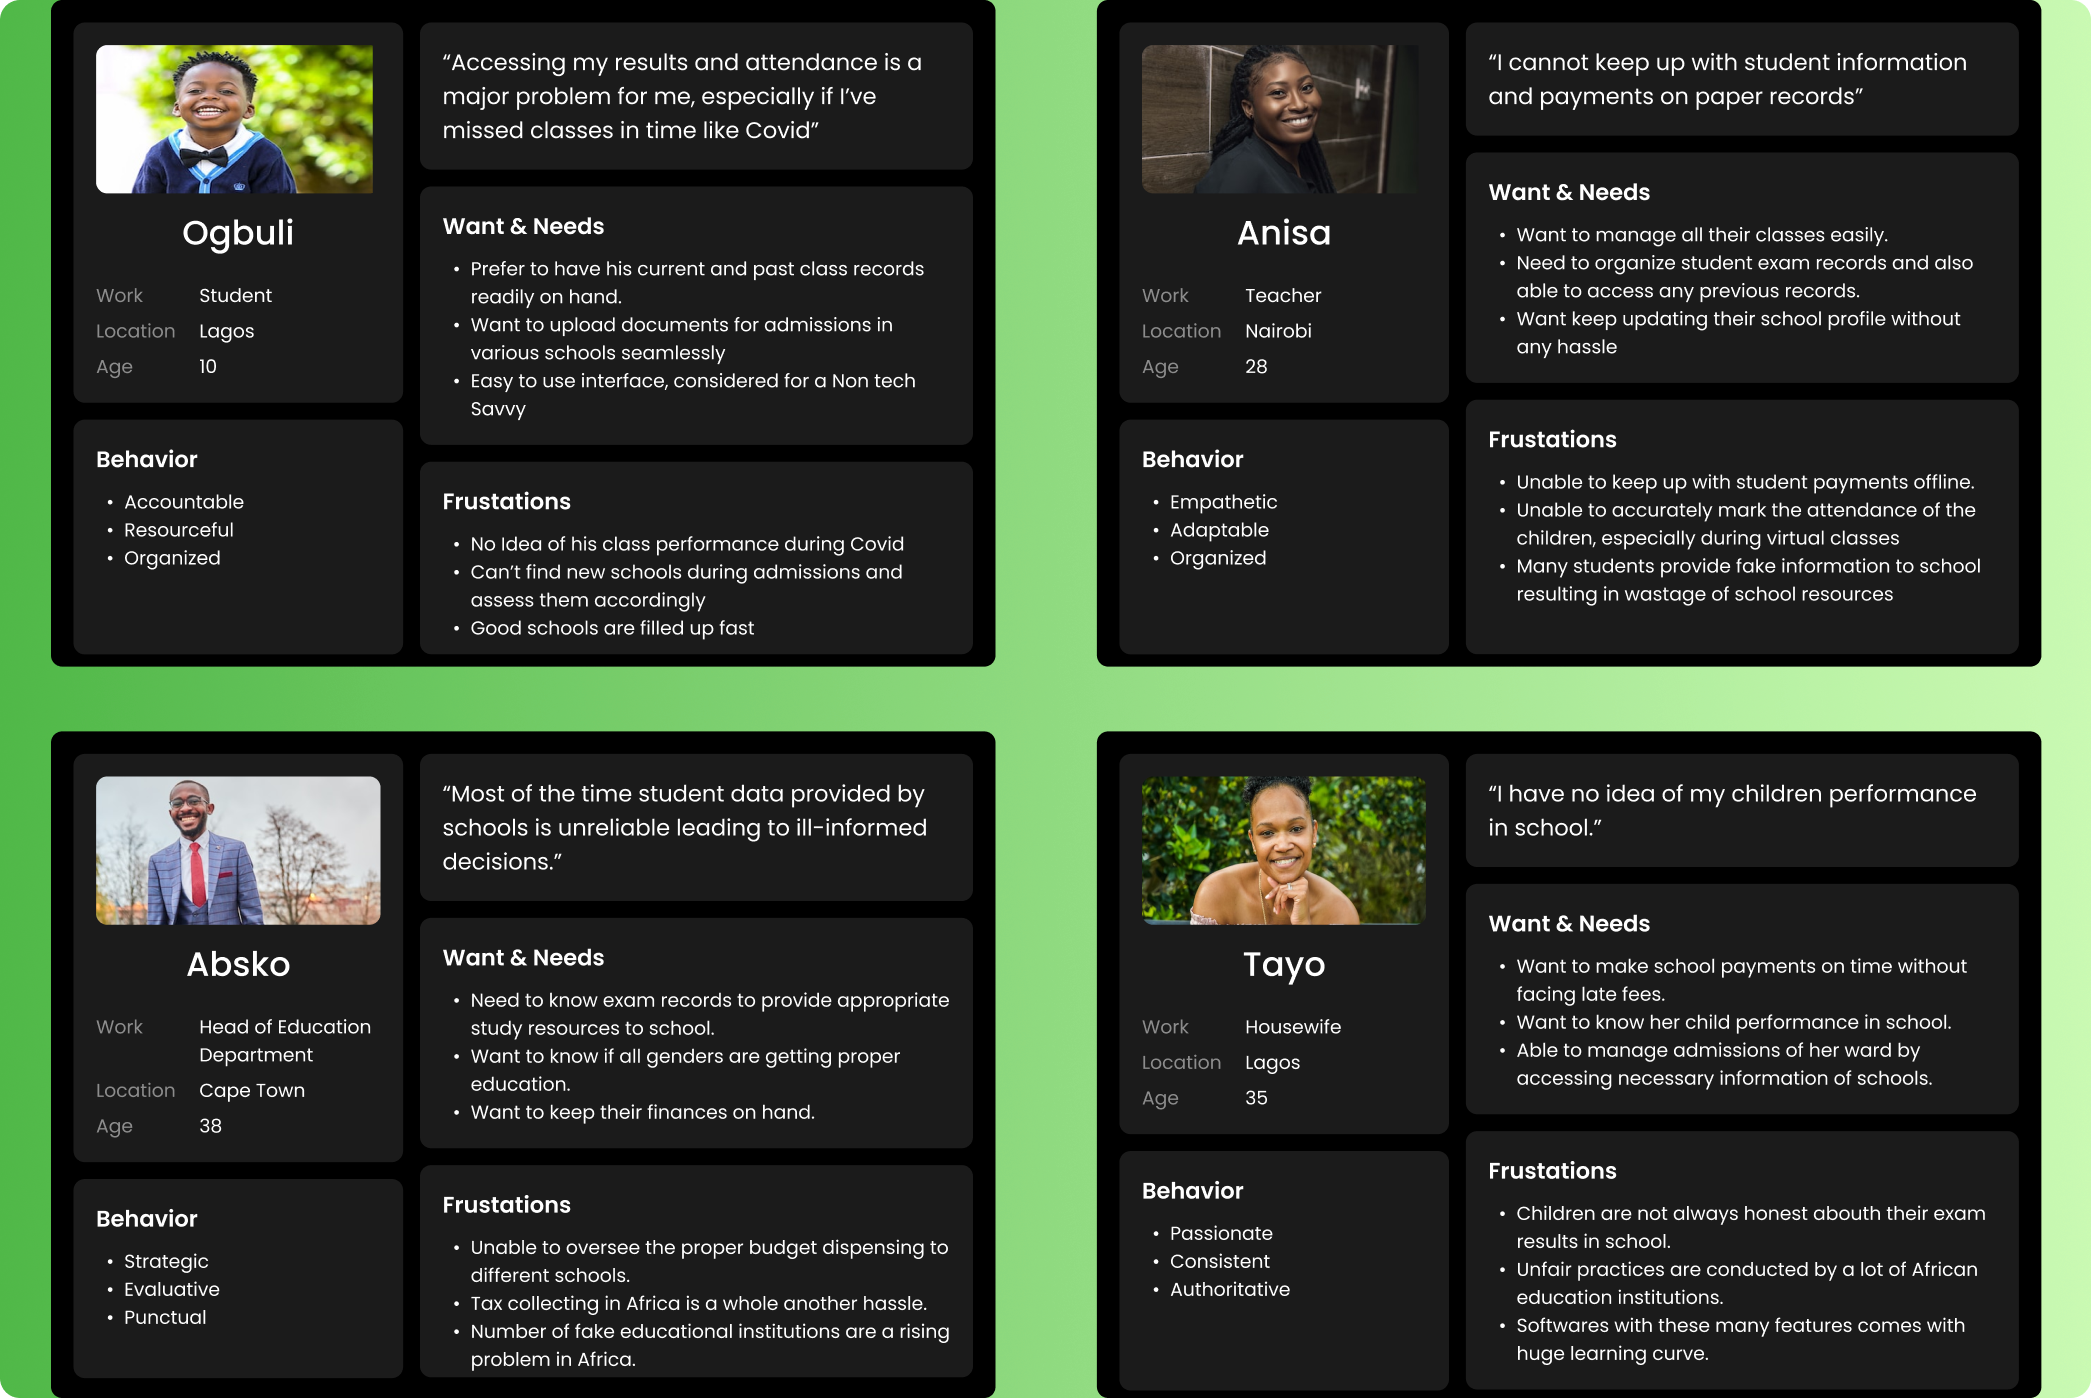 Ogbuli
Work Student
Location Lagos
Age 10
Behavior
• Accountable
• Resourceful
• Organized
“Accessing my results and attendance is a
major problem for me, especially if I’ve
missed classes in time like Covid”
Want & Needs
• Prefer to have his current and past class records
readily on hand.
• Want to upload documents for admissions in
various schools seamlessly
• Easy to use interface, considered for a Non tech
Savvy
Frustations
• No Idea of his class performance during Covid
• Can’t find new schools during admissions and
assess them accordingly
• Good schools are filled up fast
Anisa
Work Teacher
Location Nairobi
Age 28
Behavior
• Empathetic
• Adaptable
• Organized
“I cannot keep up with student information
and payments on paper records”
Want & Needs
• Want to manage all their classes easily.
• Need to organize student exam records and also
able to access any previous records.
• Want keep updating their school profile without
any hassle
Frustations
• Unable to keep up with student payments offline.
• Unable to accurately mark the attendance of the
children, especially during virtual classes
• Many students provide fake information to school
resulting in wastage of school resources
Absko
Work Head of Education
Department
Location Cape Town
Age 38
Behavior
• Strategic
• Evaluative
• Punctual
“Most of the time student data provided by
schools is unreliable leading to ill-informed
decisions.”
Want & Needs
• Need to know exam records to provide appropriate
study resources to school.
• Want to know if all genders are getting proper
education.
• Want to keep their finances on hand.
Frustations
• Unable to oversee the proper budget dispensing to
different schools.
• Tax collecting in Africa is a whole another hassle.
• Number of fake educational institutions are a rising
problem in Africa.
Tayo
Work Housewife
Location Lagos
Age 35
Behavior
• Passionate
• Consistent
• Authoritative
“I have no idea of my children performance
in school.”
Want & Needs
• Want to make school payments on time without
facing late fees.
• Want to know her child performance in school.
• Able to manage admissions of her ward by
accessing necessary information of schools.
Frustations
• Children are not always honest abouth their exam
results in school.
• Unfair practices are conducted by a lot of African
education institutions.
• Softwares with these many features comes with
huge learning curve.